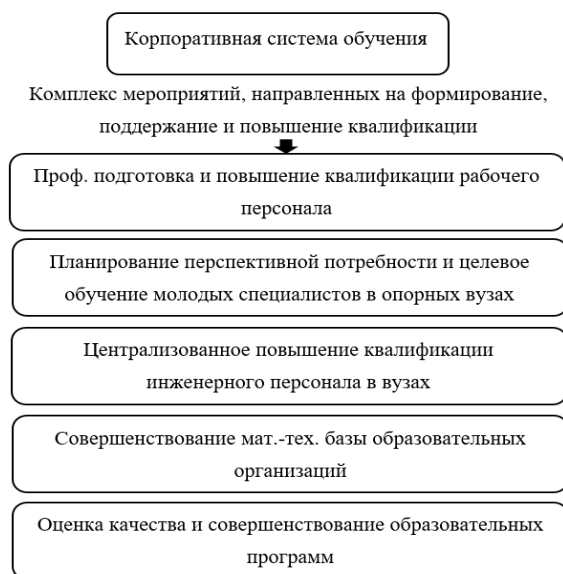 Корпоративная система обучения
Комплекс мероприятий, направленных на формирование,
поддержание и повышение квалификации
Проф. подготовка и повышение квалификации рабочего
персонала
Планирование перспективной потребности и целевое
обучение молодых специалистов в опорных вузах
Централизованное повышение квалификации
инженерного персонала в вузах
Совершенствование мат.-тех. базы образовательных
организаций
Оценка качества и совершенствование образовательных
программ